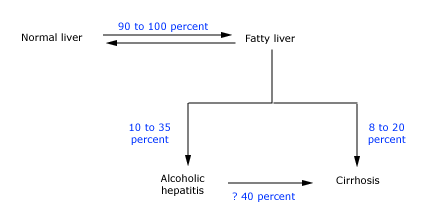 90 to 100 percent
Normal liver
Fatty liver
10 to 35
percent
8 to 20
percent
Alcoholic
hepatitis
Cirrhosis
? 40 percent